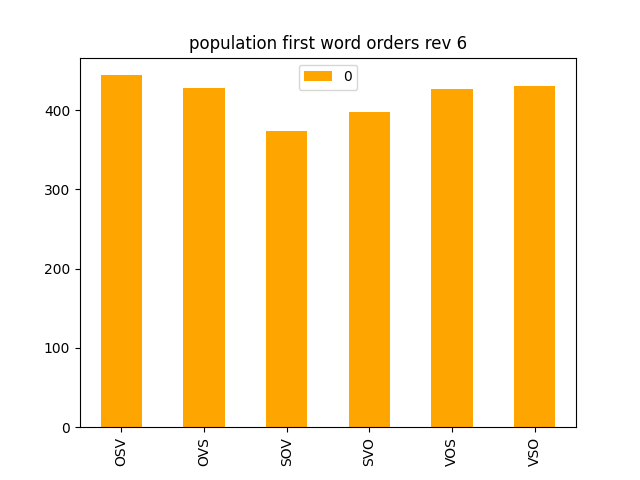 population first word orders rev 6
0
400
300
200
100
0
OSV
OVS
SOV
SVO
VOS
VSO